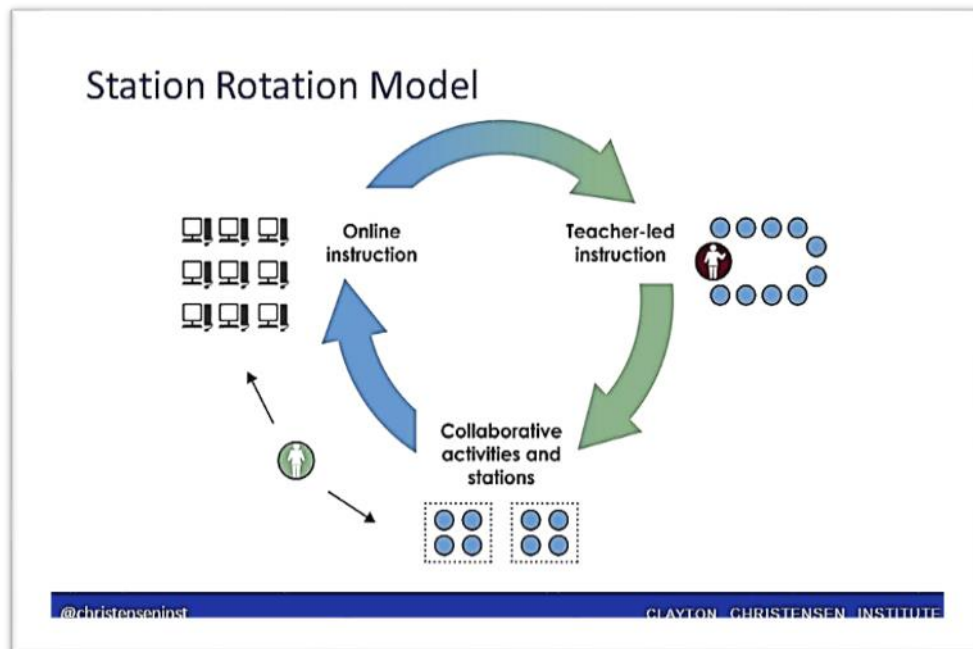 Station Rotation Model
Online
instruction
Teacher-led
instruction
Collaborative
activities and
stations
@christenseninst
CLAYTON CHRISTENSEN INSTITUTE